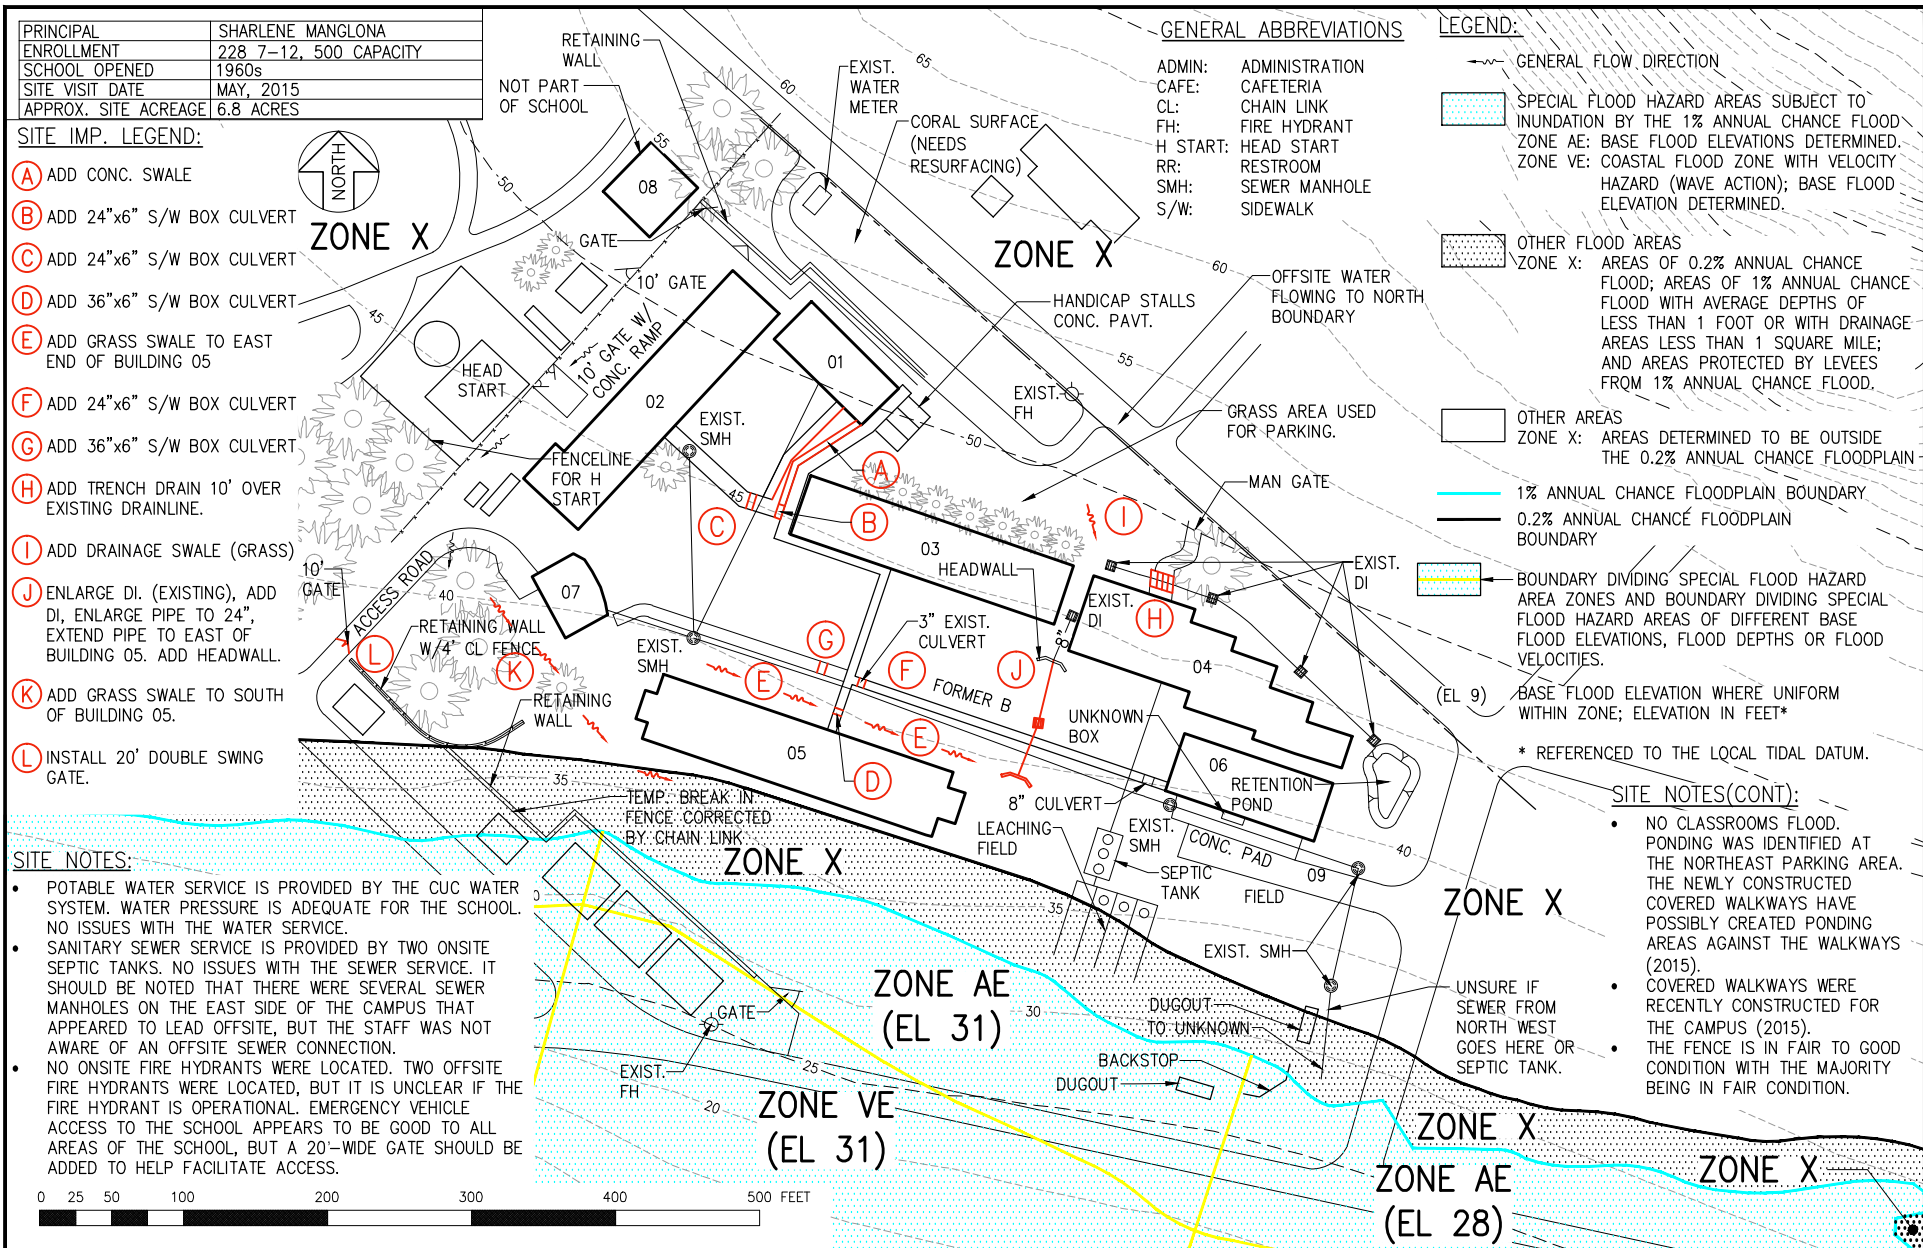 PRINCIPAL SHARLENE MANGLONA
ENROLLMENT 228 7-12, 500 CAPACITY
SCHOOL OPENED 1960s
SITE VISIT DATE MAY, 2015
APPROX. SITE ACREAGE 6.8 ACRES
SITE IMP. LEGEND:
A ADD CONC. SWALE
B ADD 24"x6" S/W BOX CULVERT
C ADD 24"x6" S/W BOX CULVERT
D ADD 36"x6" S/W BOX CULVERT
E ADD GRASS SWALE TO EAST
END OF BUILDING 05
F ADD 24"x6" S/W BOX CULVERT
G ADD 36"x6" S/W BOX CULVERT
H ADD TRENCH DRAIN 10' OVER
EXISTING DRAINLINE.
I ADD DRAINAGE SWALE (GRASS)
J ENLARGE DI. (EXISTING), ADD
DI, ENLARGE PIPE TO 24",
EXTEND PIPE TO EAST OF
BUILDING 05. ADD HEADWALL.
K ADD GRASS SWALE TO SOUTH
OF BUILDING 05.
L INSTALL 20' DOUBLE SWING
GATE.
SITE NOTES:
• POTABLE WATER SERVICE IS PROVIDED BY THE CUC WATER
SYSTEM. WATER PRESSURE IS ADEQUATE FOR THE SCHOOL.
NO ISSUES WITH THE WATER SERVICE.
• SANITARY SEWER SERVICE IS PROVIDED BY TWO ONSITE
SEPTIC TANKS. NO ISSUES WITH THE SEWER SERVICE. IT
SHOULD BE NOTED THAT THERE WERE SEVERAL SEWER
MANHOLES ON THE EAST SIDE OF THE CAMPUS THAT
APPEARED TO LEAD OFFSITE, BUT THE STAFF WAS NOT
AWARE OF AN OFFSITE SEWER CONNECTION.
• NO ONSITE FIRE HYDRANTS WERE LOCATED. TWO OFFSITE
FIRE HYDRANTS WERE LOCATED, BUT IT IS UNCLEAR IF THE
FIRE HYDRANT IS OPERATIONAL. EMERGENCY VEHICLE
ACCESS TO THE SCHOOL APPEARS TO BE GOOD TO ALL
AREAS OF THE SCHOOL, BUT A 20'-WIDE GATE SHOULD BE
ADDED TO HELP FACILITATE ACCESS.
0 25 50 100 200 300 400 500 FEET
NORTH
ZONE X
RETAINING
WALL
NOT PART
OF SCHOOL
EXIST.
WATER
METER
CORAL SURFACE
(NEEDS
RESURFACING)
65
60
55
50
45
08
GATE
10' GATE
10' GATE W/
CONC. RAMP
HEAD
START
01
02
EXIST.
SMH
FENCELINE
FOR H
START
45
ZONE X
60
HANDICAP STALLS
CONC. PAVT.
OFFSITE WATER
FLOWING TO NORTH
BOUNDARY
55
EXIST.
FH
50
GRASS AREA USED
FOR PARKING.
MAN GATE
A
B
C
I
03
HEADWALL
EXIST.
DI
EXIST.
DI
H
8"
04
10'
GATE
ACCESS ROAD
40
07
RETAINING WALL
W/4' CL FENCE
L
K
RETAINING
WALL
EXIST.
SMH
G
3" EXIST.
CULVERT
F
E
FORMER B
J
UNKNOWN
BOX
05
E
D
35
TEMP. BREAK IN
FENCE CORRECTED
BY CHAIN LINK
06
RETENTION
POND
8" CULVERT
LEACHING
FIELD
EXIST.
SMH
CONC. PAD
09
FIELD
SEPTIC
TANK
40
35
ZONE X
ZONE X
EXIST. SMH
ZONE AE
(EL 31)
30
GATE
EXIST.
FH
25
20
ZONE VE
(EL 31)
DUGOUT
TO UNKNOWN
BACKSTOP
DUGOUT
UNSURE IF
SEWER FROM
NORTH WEST
GOES HERE OR
SEPTIC TANK.
ZONE X
ZONE AE
(EL 28)
ZONE X
GENERAL ABBREVIATIONS
ADMIN: ADMINISTRATION
CAFE: CAFETERIA
CL: CHAIN LINK
FH: FIRE HYDRANT
H START: HEAD START
RR: RESTROOM
SMH: SEWER MANHOLE
S/W: SIDEWALK
LEGEND:
GENERAL FLOW DIRECTION
SPECIAL FLOOD HAZARD AREAS SUBJECT TO
INUNDATION BY THE 1% ANNUAL CHANCE FLOOD
ZONE AE: BASE FLOOD ELEVATIONS DETERMINED.
ZONE VE: COASTAL FLOOD ZONE WITH VELOCITY
HAZARD (WAVE ACTION); BASE FLOOD
ELEVATION DETERMINED.
OTHER FLOOD AREAS
ZONE X: AREAS OF 0.2% ANNUAL CHANCE
FLOOD; AREAS OF 1% ANNUAL CHANCE
FLOOD WITH AVERAGE DEPTHS OF
LESS THAN 1 FOOT OR WITH DRAINAGE
AREAS LESS THAN 1 SQUARE MILE;
AND AREAS PROTECTED BY LEVEES
FROM 1% ANNUAL CHANCE FLOOD.
OTHER AREAS
ZONE X: AREAS DETERMINED TO BE OUTSIDE
THE 0.2% ANNUAL CHANCE FLOODPLAIN
1% ANNUAL CHANCE FLOODPLAIN BOUNDARY
0.2% ANNUAL CHANCE FLOODPLAIN
BOUNDARY
BOUNDARY DIVIDING SPECIAL FLOOD HAZARD
AREA ZONES AND BOUNDARY DIVIDING SPECIAL
FLOOD HAZARD AREAS OF DIFFERENT BASE
FLOOD ELEVATIONS, FLOOD DEPTHS OR FLOOD
VELOCITIES.
(EL 9) BASE FLOOD ELEVATION WHERE UNIFORM
WITHIN ZONE; ELEVATION IN FEET*
* REFERENCED TO THE LOCAL TIDAL DATUM.
SITE NOTES(CONT):
• NO CLASSROOMS FLOOD.
PONDING WAS IDENTIFIED AT
THE NORTHEAST PARKING AREA.
THE NEWLY CONSTRUCTED
COVERED WALKWAYS HAVE
POSSIBLY CREATED PONDING
AREAS AGAINST THE WALKWAYS
(2015).
• COVERED WALKWAYS WERE
RECENTLY CONSTRUCTED FOR
THE CAMPUS (2015).
• THE FENCE IS IN FAIR TO GOOD
CONDITION WITH THE MAJORITY
BEING IN FAIR CONDITION.